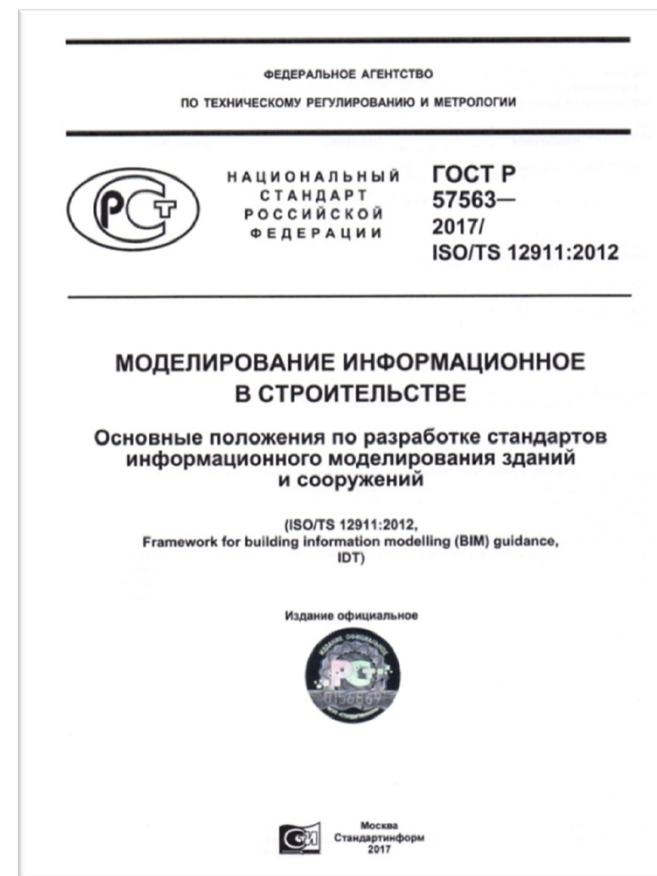 ФЕДЕРАЛЬНОЕ АГЕНТСТВО
ПО ТЕХНИЧЕСКОМУ РЕГУЛИРОВАНИЮ И МЕТРОЛОГИИ
НАЦИОНАЛЬНЫЙ
СТАНДАРТ
РОССИЙСКОЙ
ФЕДЕРАЦИИ
ГОСТ Р
57563—
2017/
ISO/TS 12911:2012
МОДЕЛИРОВАНИЕ ИНФОРМАЦИОННОЕ
В СТРОИТЕЛЬСТВЕ
Основные положения по разработке стандартов
информационного моделирования зданий
и сооружений
(ISO/TS 12911:2012,
Framework for building information modelling (BIM) guidance,
IDT)
Издание официальное
ИЗДАНИЕ ОФИЦИАЛЬНОЕ
Москва
Стандартинформ
2017